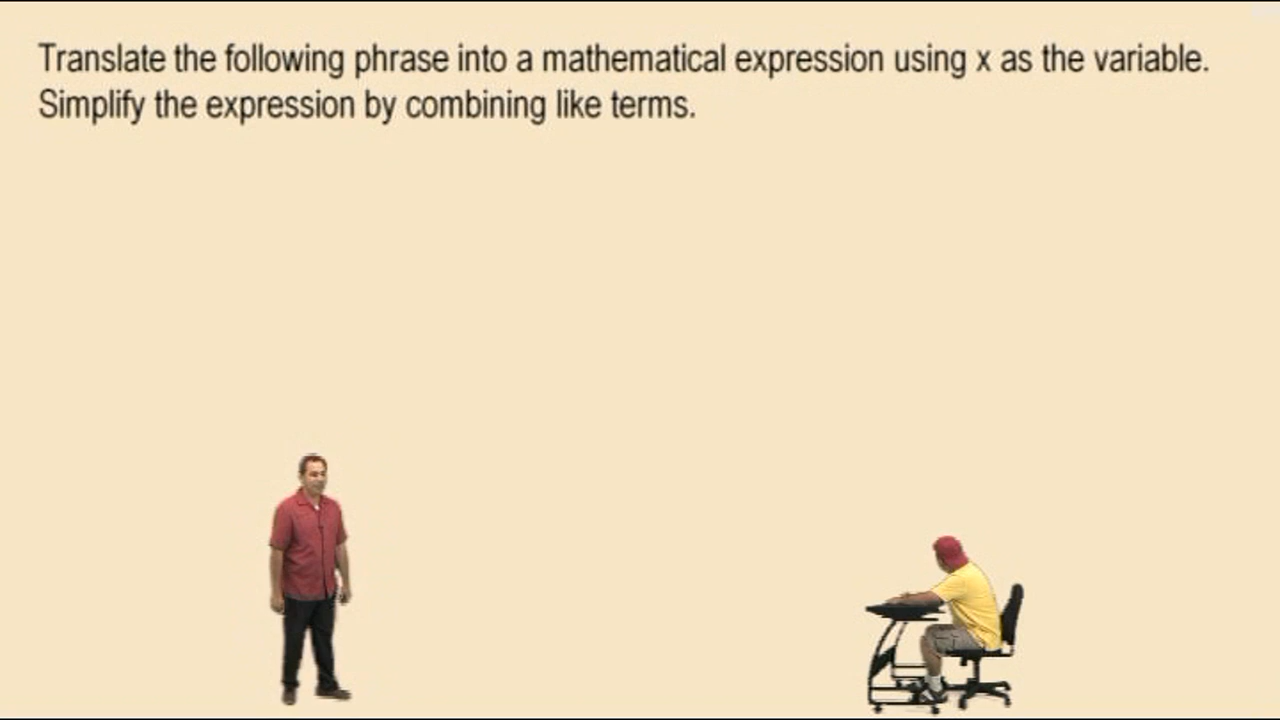 Translate the following phrase into a mathematical expression using x as the variable.
Simplify the expression by combining like terms.